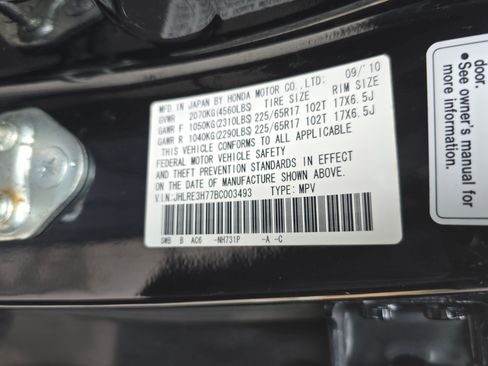 MFD. IN JAPAN BY HONDA MOTOR CO., LTD: 09/'10
GVWR 2070KG(4560LBS) TIRE SIZE RIM SIZE
GAWR F 1050KG(2310LBS) 225/65R17 102T 17X6.5J
GAWR R 1040KG(2290LBS) 225/65R17 102T 17X6.5J
THIS VEHICLE CONFORMS TO ALL APPLICABLE
FEDERAL MOTOR VEHICLE SAFETY
AND THEFT PREVENTION STANDARDS IN EFFECT
ON THE DATE OF MANUFACTURE SHOWN ABOVE.
V.I.N.:JHLRE3H77BC003493 TYPE: MPV
SWB B A06 -NH731P -A -C
door.
●See owner's manual for
more information.